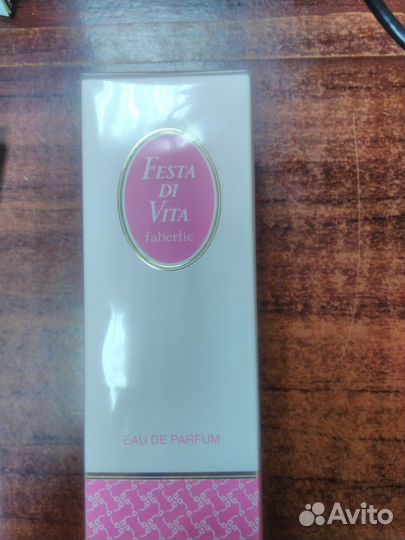 FESTA
DI
VITA
faberlic
EAU DE PARFUM
Avito